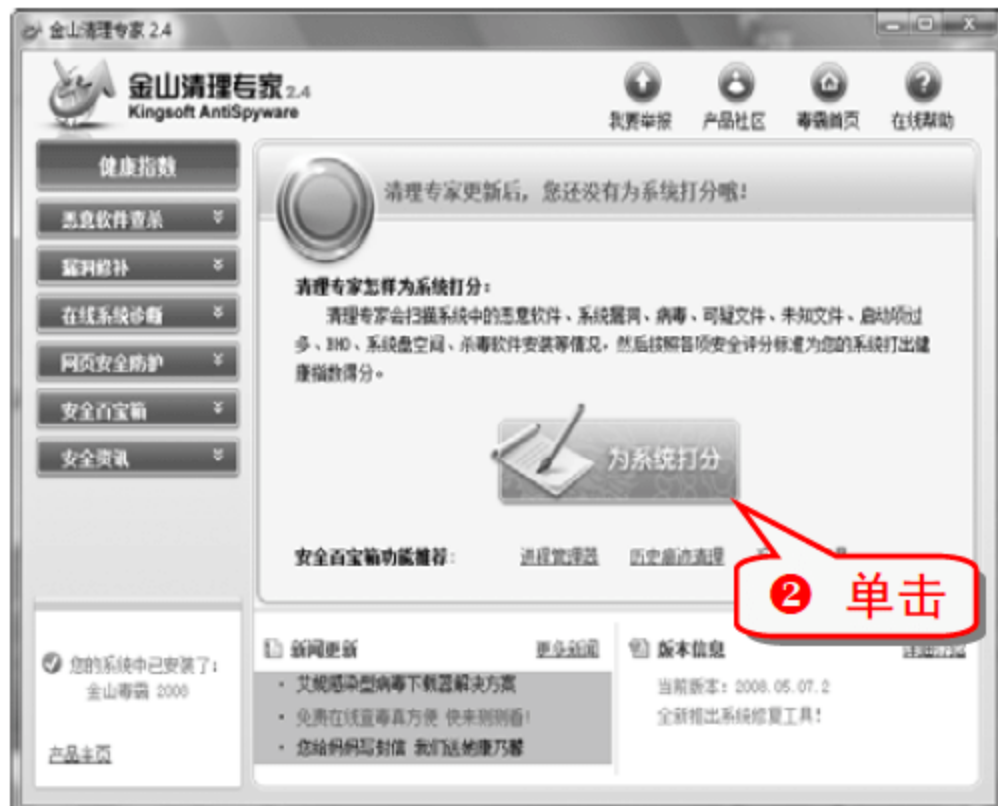 金山清理专家 2.4
金山清理专家 2.4
Kingsoft AntiSpyware
我要举报
产品社区
毒霸首页
在线帮助
健康指数
恶意软件查杀
漏洞修补
在线系统诊断
网页安全防护
安全百宝箱
安全资讯
清理专家更新后，您还没有为系统打分哦！
清理专家怎样为系统打分：
清理专家会扫描系统中的恶意软件、系统漏洞、病毒、可疑文件、未知文件、启动项过
多、BHO、系统盘空间、杀毒软件安装等情况，然后按照各项安全评分标准为您的系统打出健
康指数得分。
为系统打分
安全百宝箱功能推荐：
进程管理器
历史痕迹清理
❷ 单击
您的系统中已安装了：
金山毒霸 2008
产品主页
新闻更新
更多新闻
· 艾妮感染型病毒下载器解决方案
· 免费在线查毒真方便 快来刷刷看！
· 您给妈妈写封信 我们送她康乃馨
版本信息
当前版本：2008.05.07.2
全新推出系统修复工具！